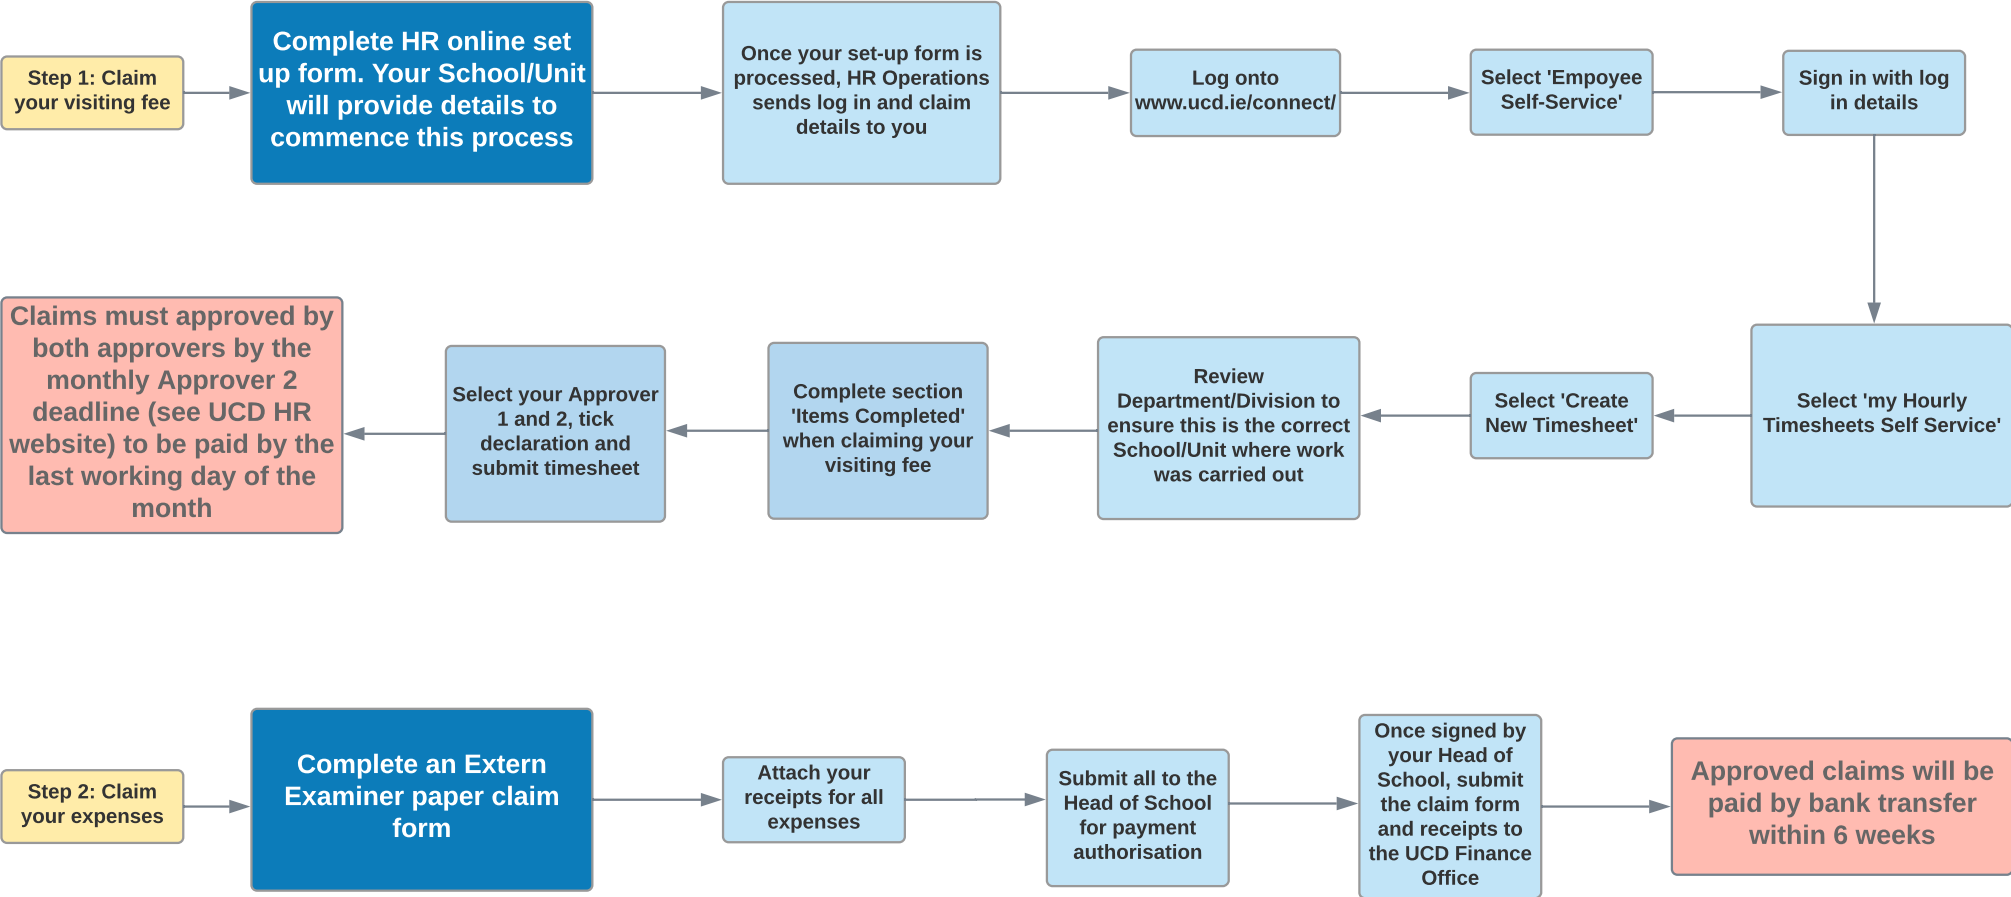 Step 1: Claim
your visiting fee
Complete HR online set
up form. Your School/Unit
will provide details to
commence this process
Once your set-up form is
processed, HR Operations
sends log in and claim
details to you
Log onto
www.ucd.ie/connect/
Select 'Empoyee
Self-Service'
Sign in with log
in details
Select 'my Hourly
Timesheets Self Service'
Select 'Create
New Timesheet'
Review
Department/Division to
ensure this is the correct
School/Unit where work
was carried out
Complete section
'Items Completed'
when claiming your
visiting fee
Select your Approver
1 and 2, tick
declaration and
submit timesheet
Claims must approved by
both approvers by the
monthly Approver 2
deadline (see UCD HR
website) to be paid by the
last working day of the
month
Step 2: Claim
your expenses
Complete an Extern
Examiner paper claim
form
Attach your
receipts for all
expenses
Submit all to the
Head of School
for payment
authorisation
Once signed by
your Head of
School, submit
the claim form
and receipts to
the UCD Finance
Office
Approved claims will be
paid by bank transfer
within 6 weeks